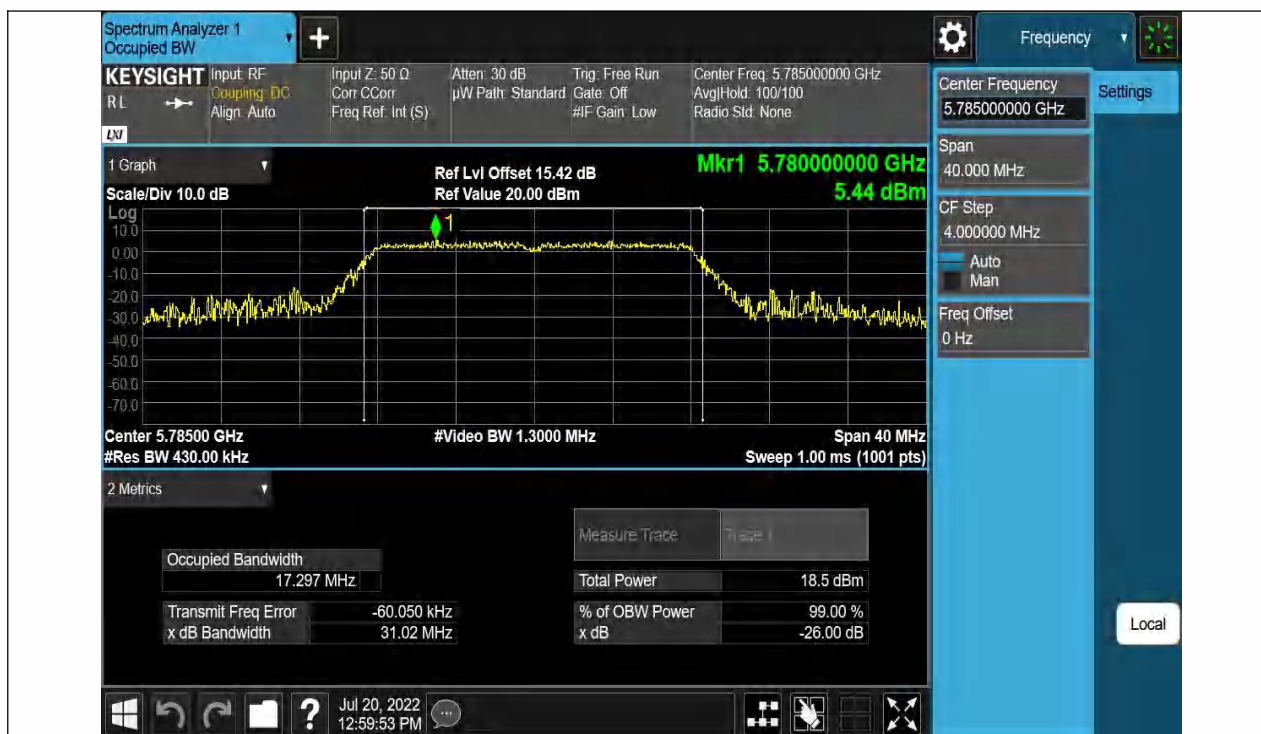 Spectrum Analyzer 1
Occupied BW
Frequency
KEYSIGHT
R L
LXI
Input: RF
Coupling: DC
Align: Auto
Input Z: 50 Ω
Corr CCorr
Freq Ref: Int (S)
Atten: 30 dB
µW Path: Standard
Trig: Free Run
Gate: Off
#IF Gain: Low
Center Freq: 5.785000000 GHz
Avg|Hold: 100/100
Radio Std: None
Center Frequency
5.785000000 GHz
Settings
Span
40.000 MHz
CF Step
4.000000 MHz
Auto
Man
Freq Offset
0 Hz
Local
1 Graph
Scale/Div 10.0 dB
Ref Lvl Offset 15.42 dB
Ref Value 20.00 dBm
Mkr1 5.780000000 GHz
5.44 dBm
Log
1
10.0
0.00
-10.0
-20.0
-30.0
-40.0
-50.0
-60.0
-70.0
Center 5.78500 GHz
#Res BW 430.00 kHz
#Video BW 1.3000 MHz
Span 40 MHz
Sweep 1.00 ms (1001 pts)
2 Metrics
Measure Trace
Trace 1
Occupied Bandwidth
17.297 MHz
Total Power
18.5 dBm
Transmit Freq Error
-60.050 kHz
% of OBW Power
99.00 %
x dB Bandwidth
31.02 MHz
x dB
-26.00 dB
Jul 20, 2022
12:59:53 PM